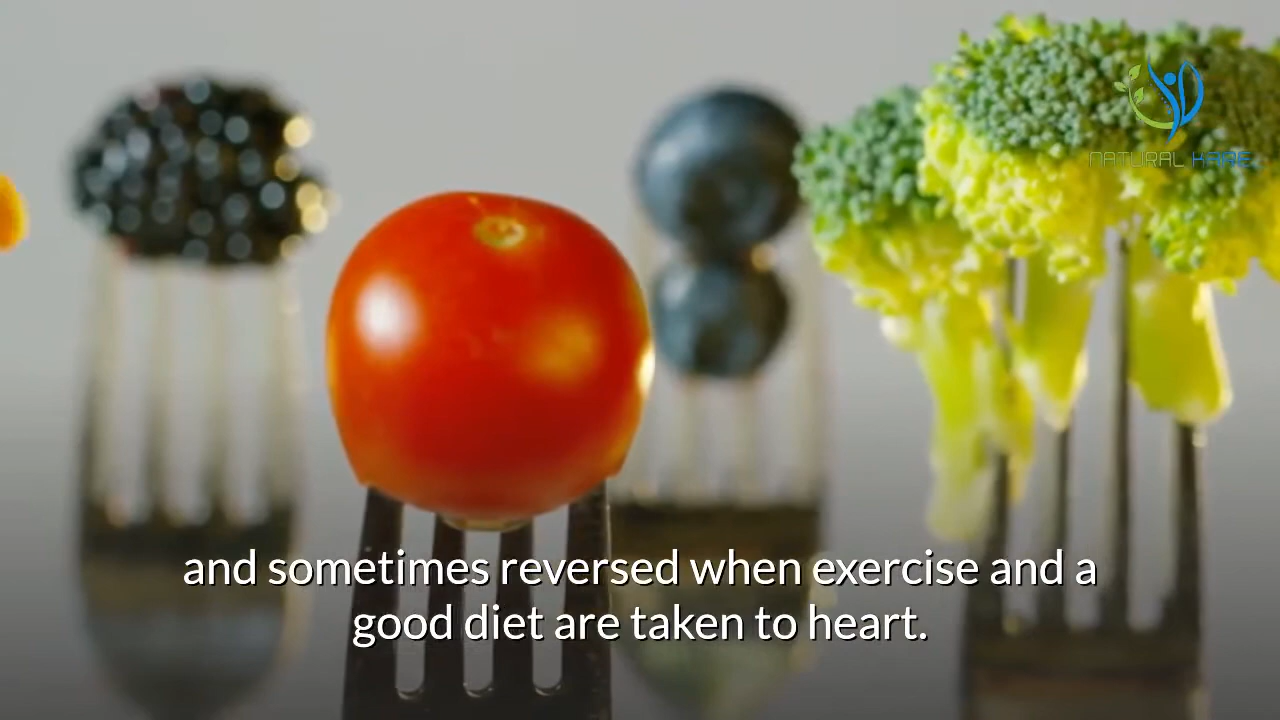 NATURAL KARE
and sometimes reversed when exercise and a
good diet are taken to heart.